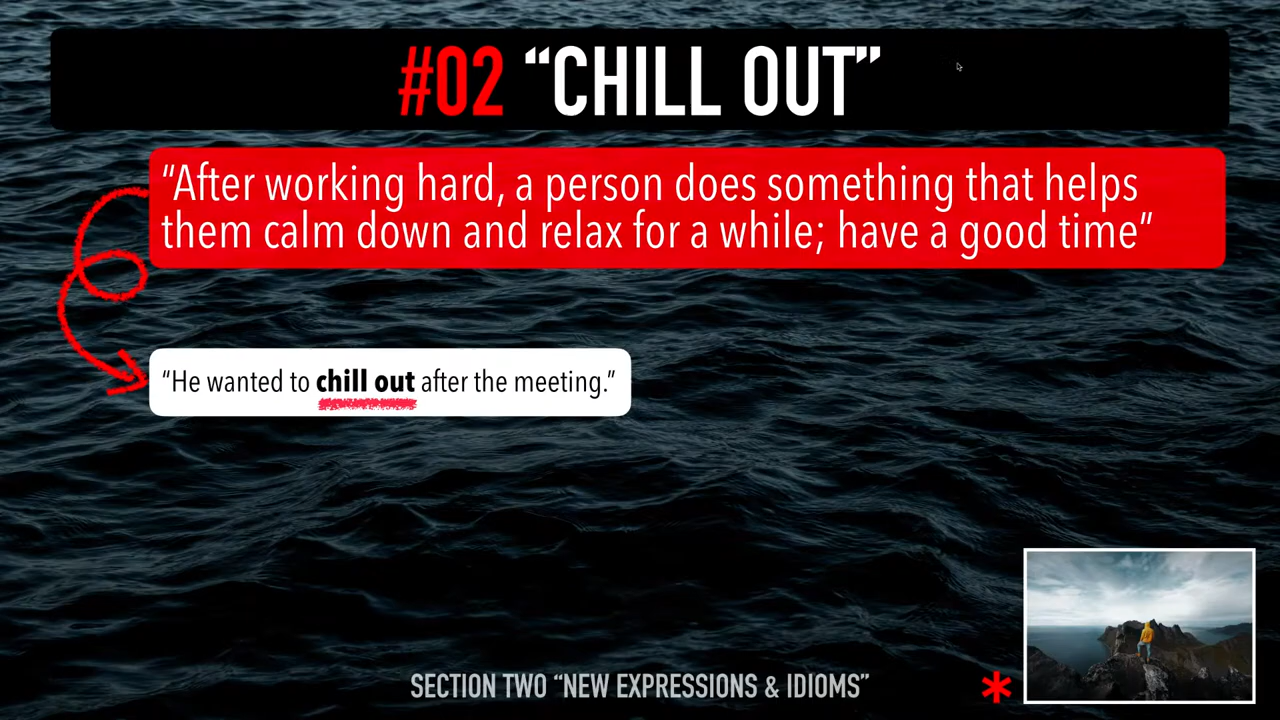 #02 “CHILL OUT”
“After working hard, a person does something that helps
them calm down and relax for a while; have a good time”
“He wanted to chill out after the meeting.”
SECTION TWO “NEW EXPRESSIONS & IDIOMS”
*